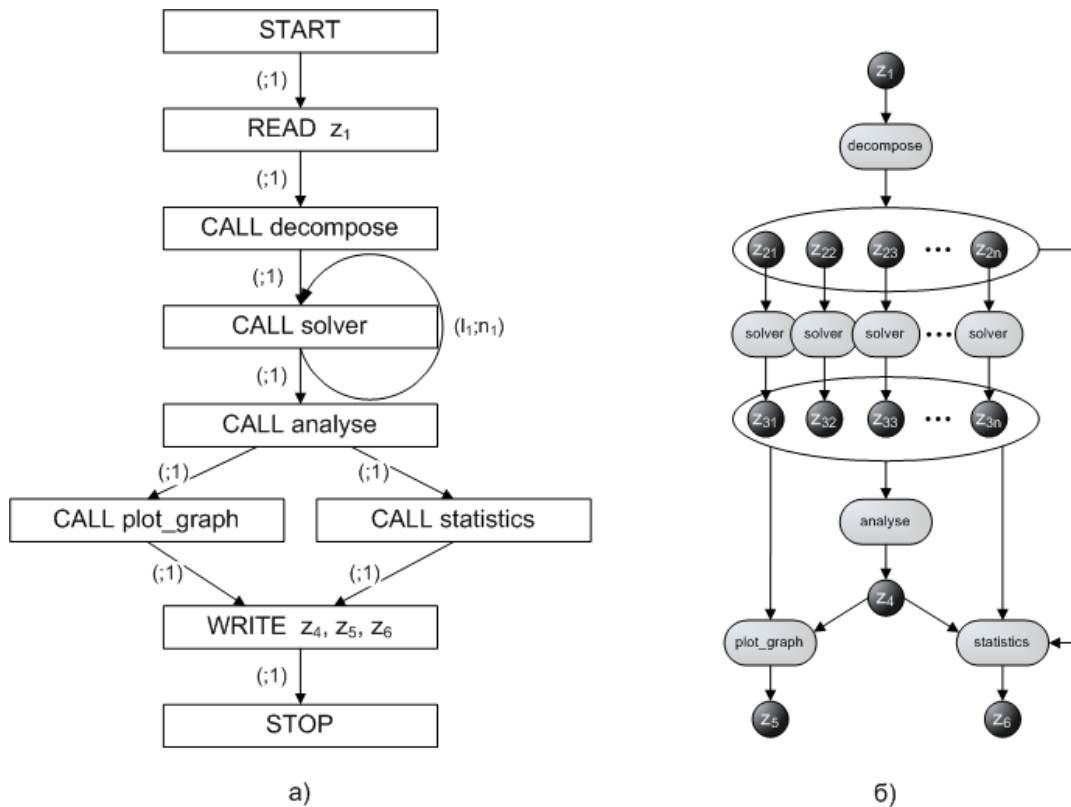 START
(;1)
READ z₁
(;1)
CALL decompose
(;1)
CALL solver
(I₁;n₁)
(;1)
CALL analyse
(;1)
(;1)
CALL plot_graph
CALL statistics
(;1)
(;1)
WRITE z₄, z₅, z₆
(;1)
STOP
а)
z₁
decompose
z₂₁ z₂₂ z₂₃ ••• z₂ₙ
solver solver solver ••• solver
z₃₁ z₃₂ z₃₃ ••• z₃ₙ
analyse
z₄
plot_graph
statistics
z₅
z₆
б)